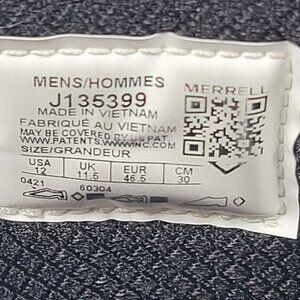 MENS/HOMMES
MERRELL
J135399
MADE IN VIETNAM
FABRIQUÉ AU VIETNAM
MAY BE COVERED BY US PAT
WWW.PATENTS.WWWINC.COM
SIZE/GRANDEUR
USA UK EUR CM
12 11.5 46.5 30
0421 60304